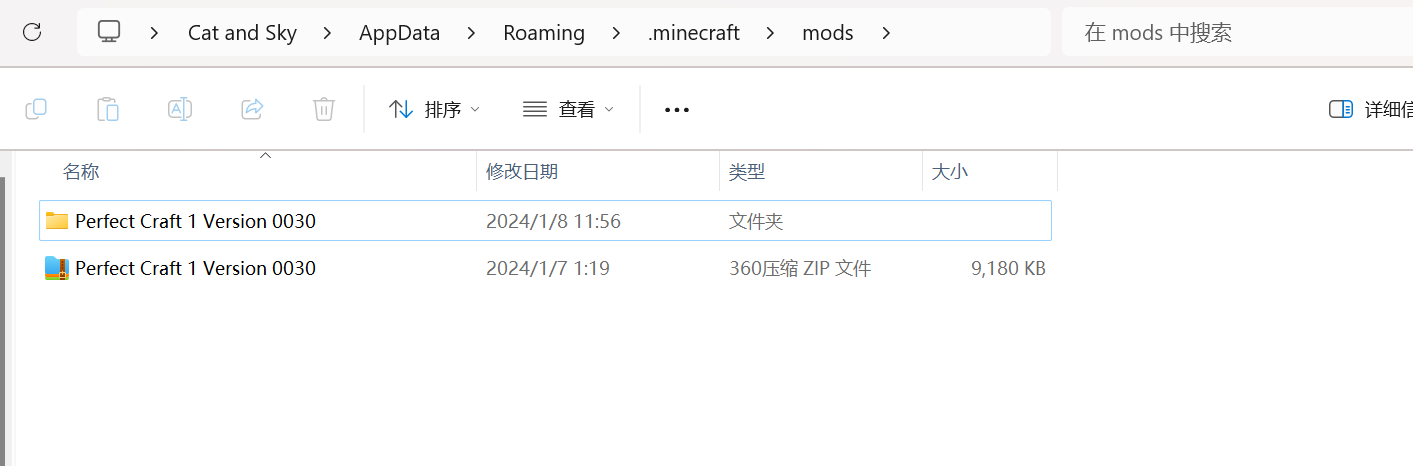 Cat and Sky > AppData > Roaming > .minecraft > mods >
在 mods 中搜索
排序 查看 ••• 详细信
名称 修改日期 类型 大小
Perfect Craft 1 Version 0030 2024/1/8 11:56 文件夹
Perfect Craft 1 Version 0030 2024/1/7 1:19 360压缩 ZIP 文件 9,180 KB